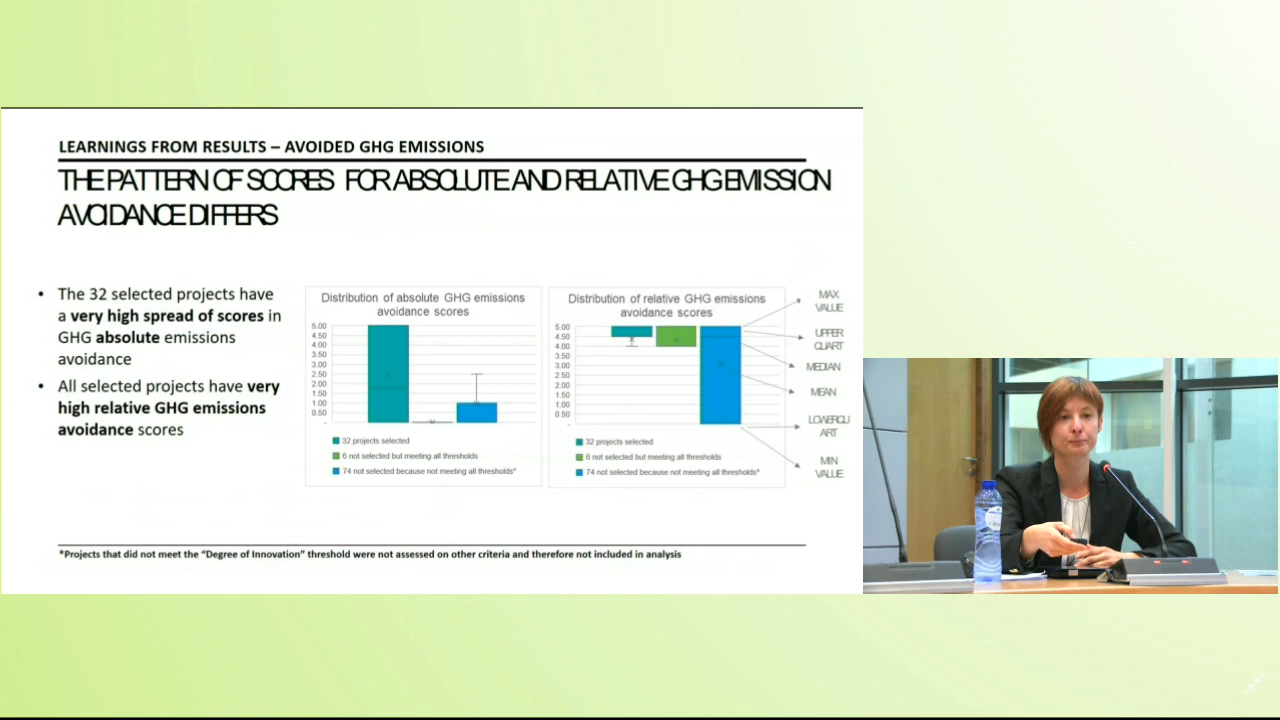 LEARNINGS FROM RESULTS – AVOIDED GHG EMISSIONS
THE PATTERN OF SCORES FOR ABSOLUTE AND RELATIVE GHG EMISSION
AVOIDANCE DIFFERS
• The 32 selected projects have
a very high spread of scores in
GHG absolute emissions
avoidance
• All selected projects have very
high relative GHG emissions
avoidance scores
Distribution of absolute GHG emissions
avoidance scores
5.00
4.50
4.00
3.50
3.00
2.50
2.00
1.50
1.00
0.50
-
32 projects selected
6 not selected but meeting all thresholds
74 not selected because not meeting all thresholds*
Distribution of relative GHG emissions
avoidance scores
5.00
4.50
4.00
3.50
3.00
2.50
2.00
1.50
1.00
0.50
-
32 projects selected
6 not selected but meeting all thresholds
74 not selected because not meeting all thresholds*
MAX
VALUE
UPPER
QUART
MEDIAN
MEAN
LOWERQU
ART
MIN
VALUE
*Projects that did not meet the “Degree of Innovation” threshold were not assessed on other criteria and therefore not included in analysis